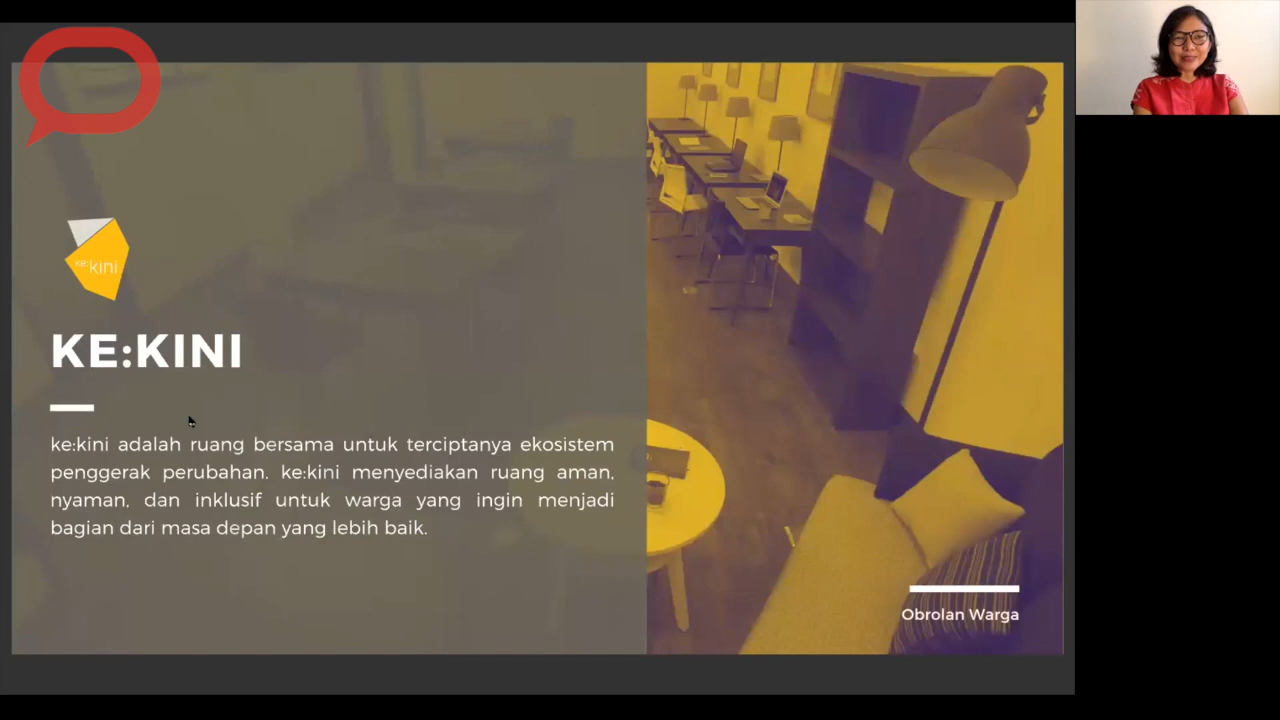 ke:kini
KE:KINI
ke:kini adalah ruang bersama untuk terciptanya ekosistem
penggerak perubahan. ke:kini menyediakan ruang aman,
nyaman, dan inklusif untuk warga yang ingin menjadi
bagian dari masa depan yang lebih baik.
Obrolan Warga